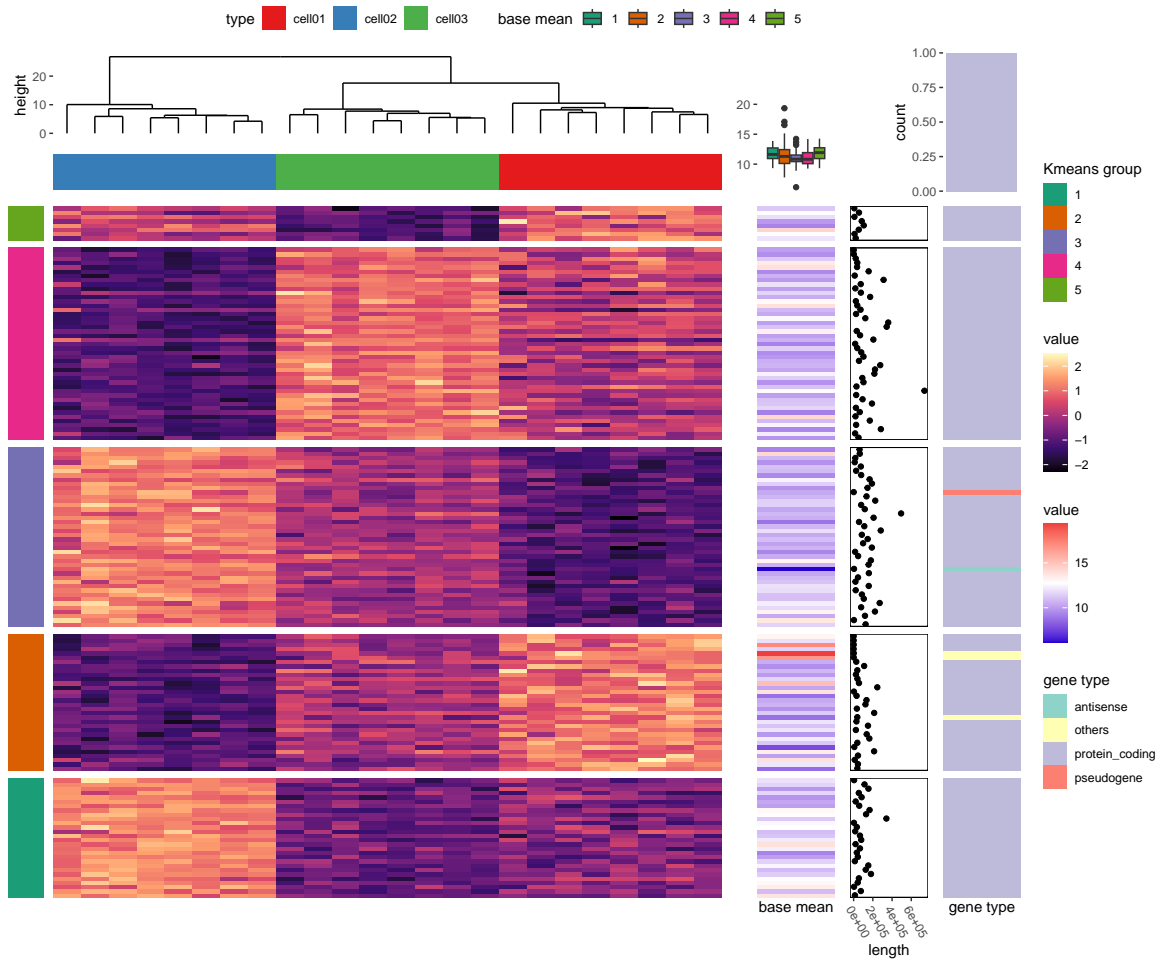 type cell01 cell02 cell03 base mean 1 2 3 4 5
height
20
10
0
20
15
10
count
1.00
0.75
0.50
0.25
0.00
Kmeans group
1
2
3
4
5
value
2
1
0
−1
−2
value
15
10
gene type
antisense
others
protein_coding
pseudogene
base mean
0e+00
2e+05
4e+05
6e+05
length
gene type